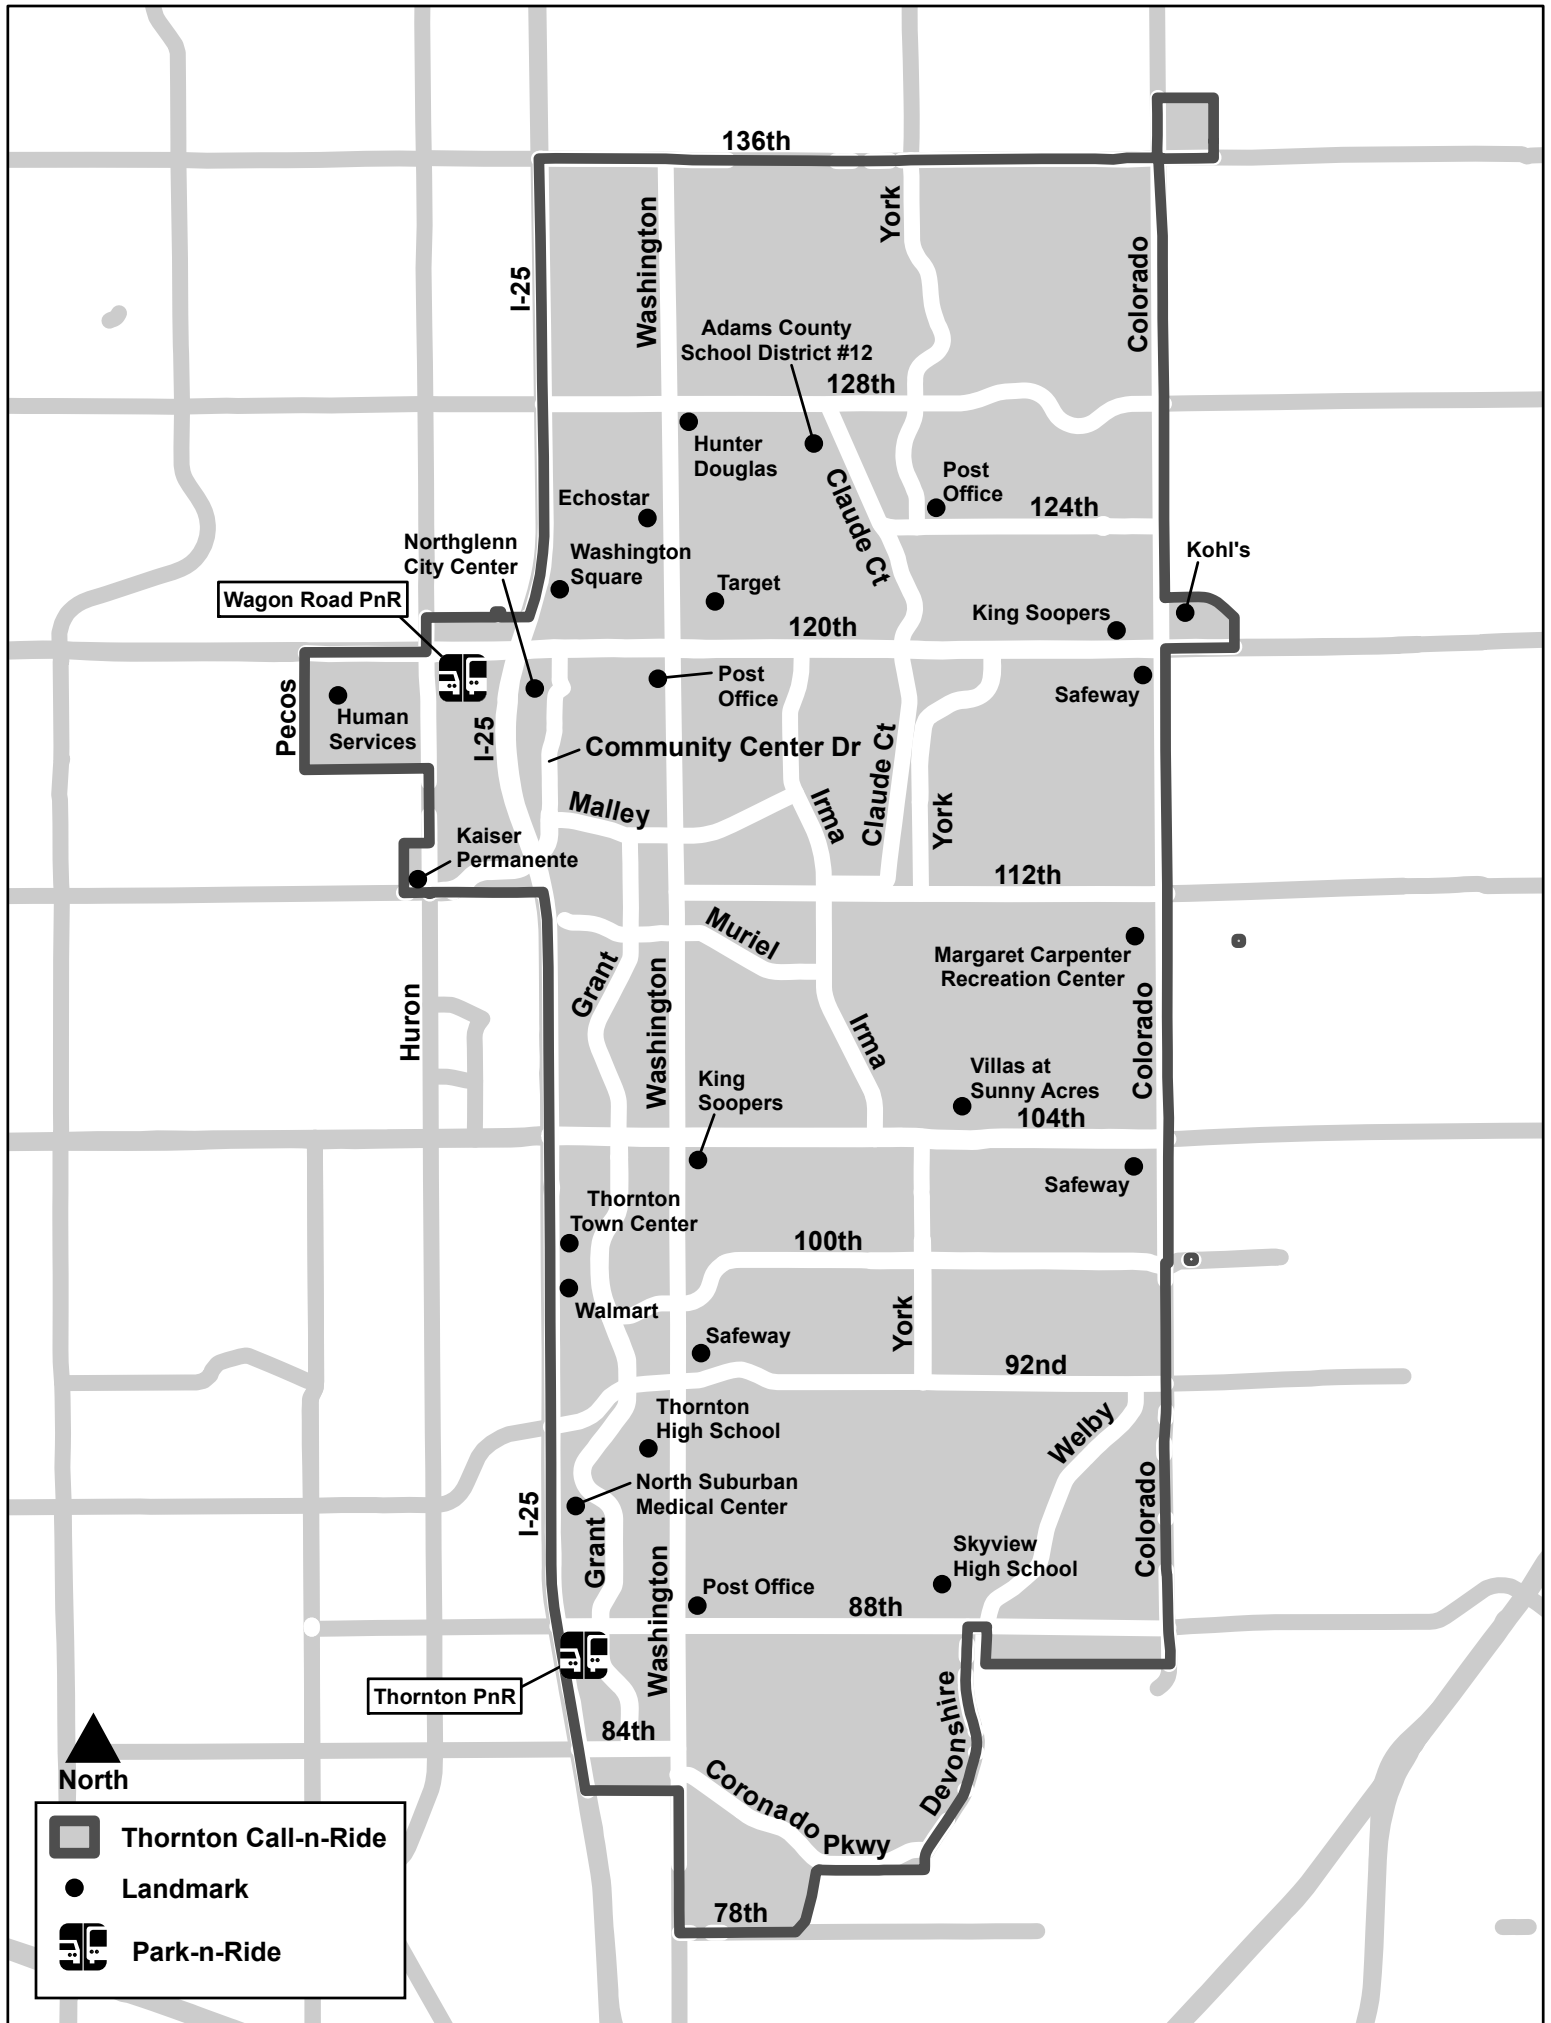 136th
York
Washington
Colorado
I-25
Adams County
School District #12
128th
Hunter
Douglas
Claude Ct
Post
Office
124th
Echostar
Northglenn
City Center
Washington
Square
Kohl's
Target
Wagon Road PnR
King Soopers
120th
Post
Office
Safeway
Pecos
Human
Services
I-25
Community Center Dr
Claude Ct
Malley
Irma
York
Kaiser
Permanente
112th
Muriel
Margaret Carpenter
Recreation Center
Grant
Washington
Huron
Colorado
Irma
Villas at
Sunny Acres
King
Soopers
104th
Safeway
Thornton
Town Center
100th
Walmart
York
Safeway
92nd
Thornton
High School
Welby
North Suburban
Medical Center
I-25
Grant
Colorado
Skyview
High School
Washington
Post Office
88th
Thornton PnR
Devonshire
84th
North
Coronado
Pkwy
Thornton Call-n-Ride
Landmark
78th
Park-n-Ride